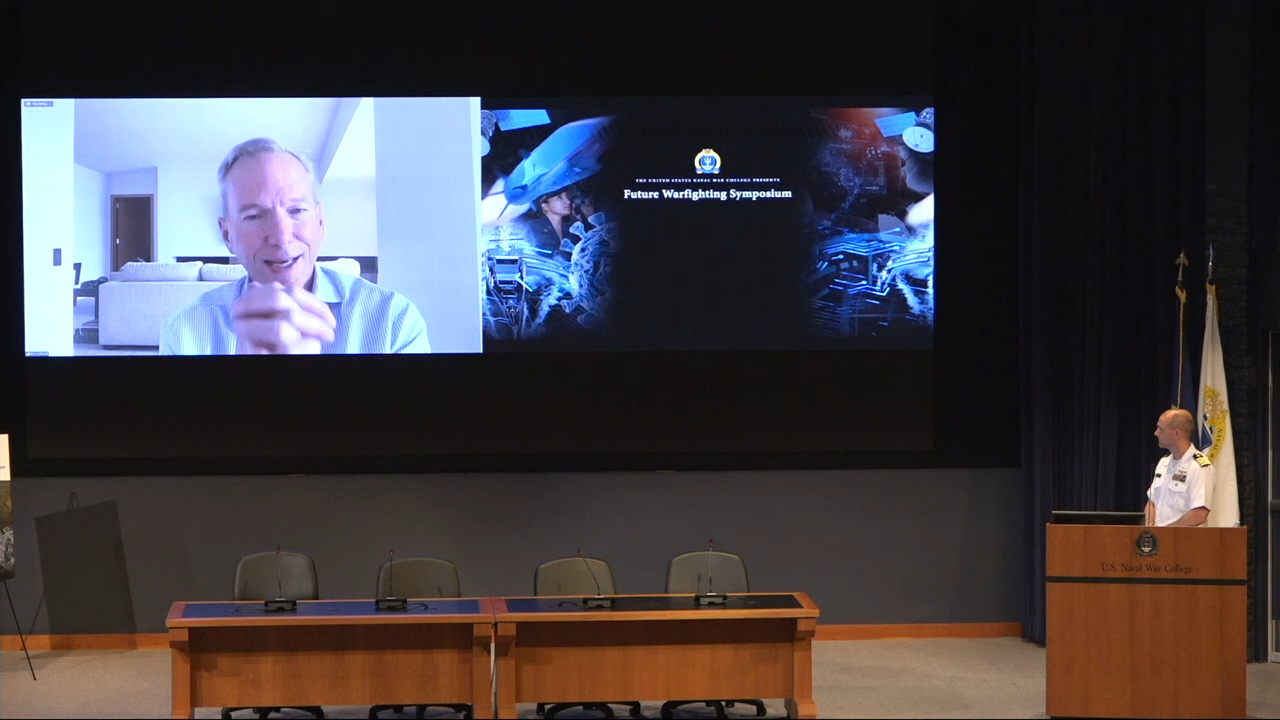 THE UNITED STATES NAVAL WAR COLLEGE PRESENTS
Future Warfighting Symposium
U.S. Naval War College